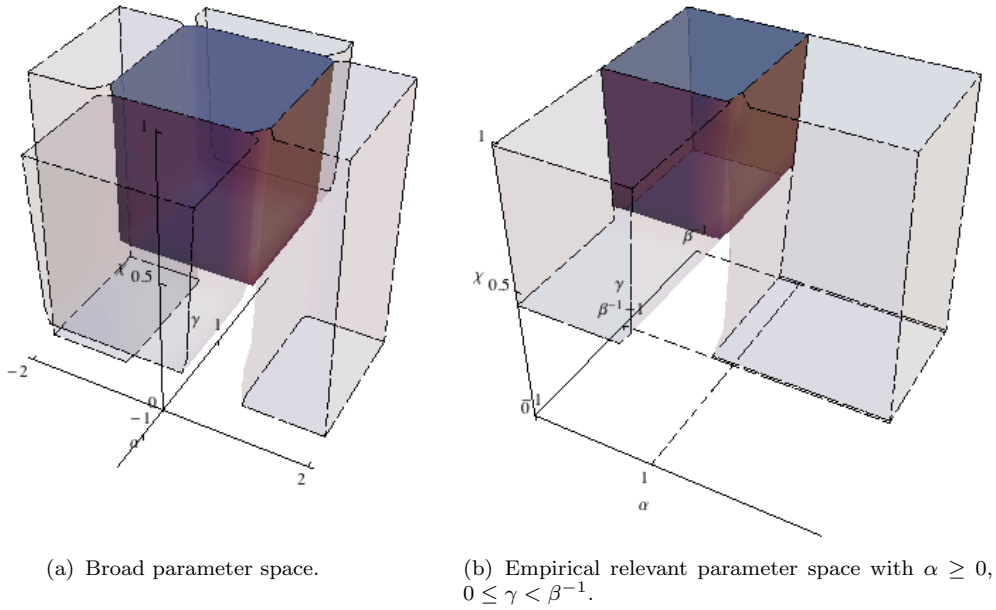 1
χ 0.5
γ
1
0
−2
−1
α
2
1
β⁻¹
χ 0.5
γ
β⁻¹
1
0
1
1
α
(a) Broad parameter space.
(b) Empirical relevant parameter space with α ≥ 0,
0 ≤ γ < β⁻¹.